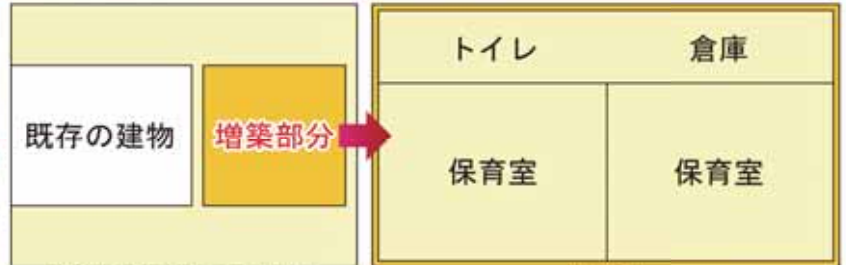 既存の建物
増築部分
トイレ
倉庫
保育室
保育室